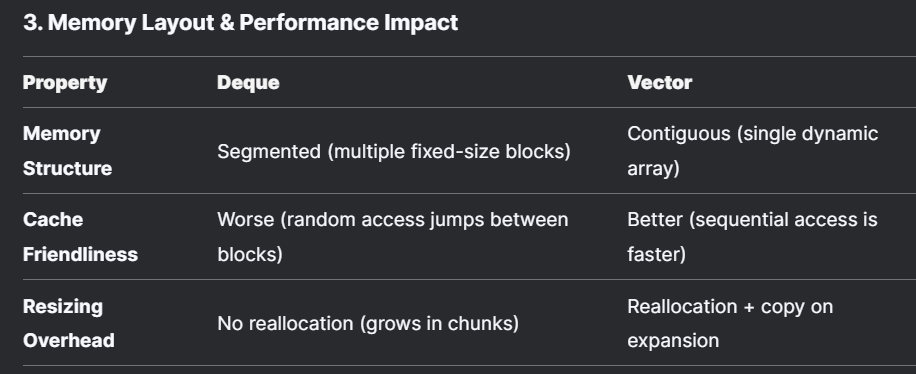 3. Memory Layout & Performance Impact
Property Deque Vector
Memory Structure Segmented (multiple fixed-size blocks) Contiguous (single dynamic array)
Cache Friendliness Worse (random access jumps between blocks) Better (sequential access is faster)
Resizing Overhead No reallocation (grows in chunks) Reallocation + copy on expansion